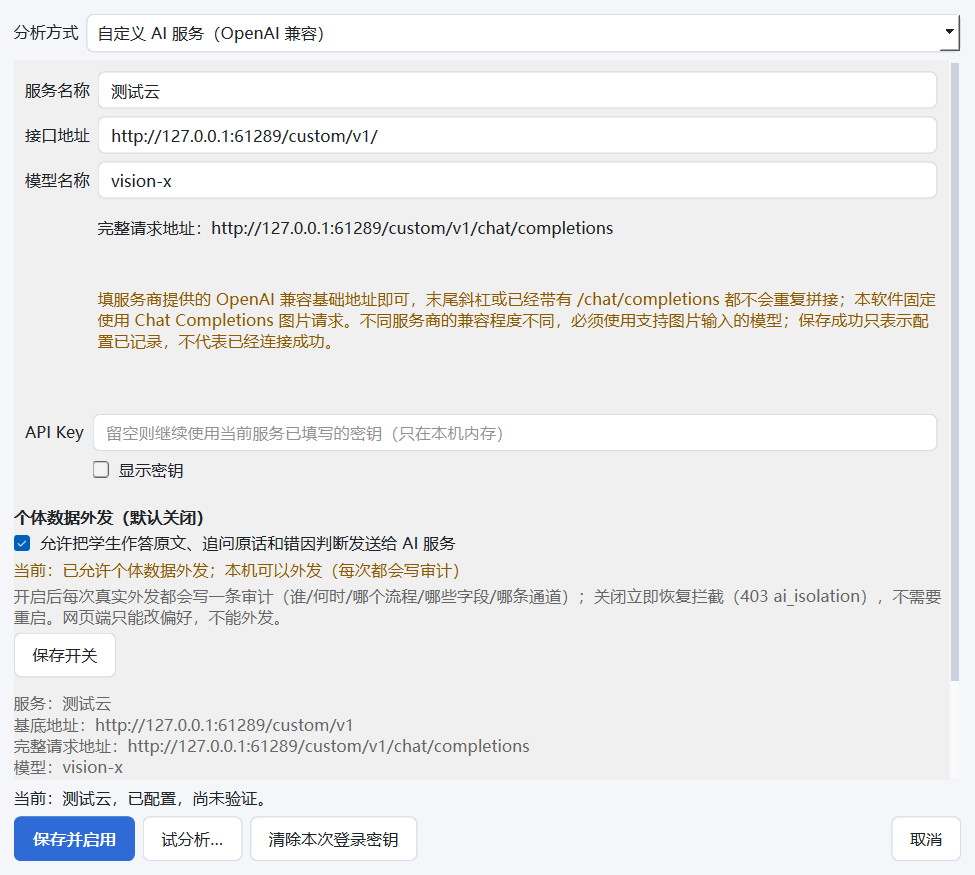 分析方式 自定义 AI 服务（OpenAI 兼容）
服务名称 测试云
接口地址 http://127.0.0.1:61289/custom/v1/
模型名称 vision-x
完整请求地址：http://127.0.0.1:61289/custom/v1/chat/completions
填服务商提供的 OpenAI 兼容基础地址即可，末尾斜杠或已经带有 /chat/completions 都不会重复拼接；本软件固定
使用 Chat Completions 图片请求。不同服务商的兼容程度不同，必须使用支持图片输入的模型；保存成功只表示配
置已记录，不代表已经连接成功。
API Key 留空则继续使用当前服务已填写的密钥（只在本机内存）
显示密钥
个体数据外发（默认关闭）
允许把学生作答原文、追问原话和错因判断发送给 AI 服务
当前：已允许个体数据外发；本机可以外发（每次都会写审计）
开启后每次真实外发都会写一条审计（谁/何时/哪个流程/哪些字段/哪条通道）；关闭立即恢复拦截（403 ai_isolation），不需要
重启。网页端只能改偏好，不能外发。
保存开关
服务：测试云
基底地址：http://127.0.0.1:61289/custom/v1
完整请求地址：http://127.0.0.1:61289/custom/v1/chat/completions
模型：vision-x
当前：测试云，已配置，尚未验证。
保存并启用 试分析... 清除本次登录密钥 取消